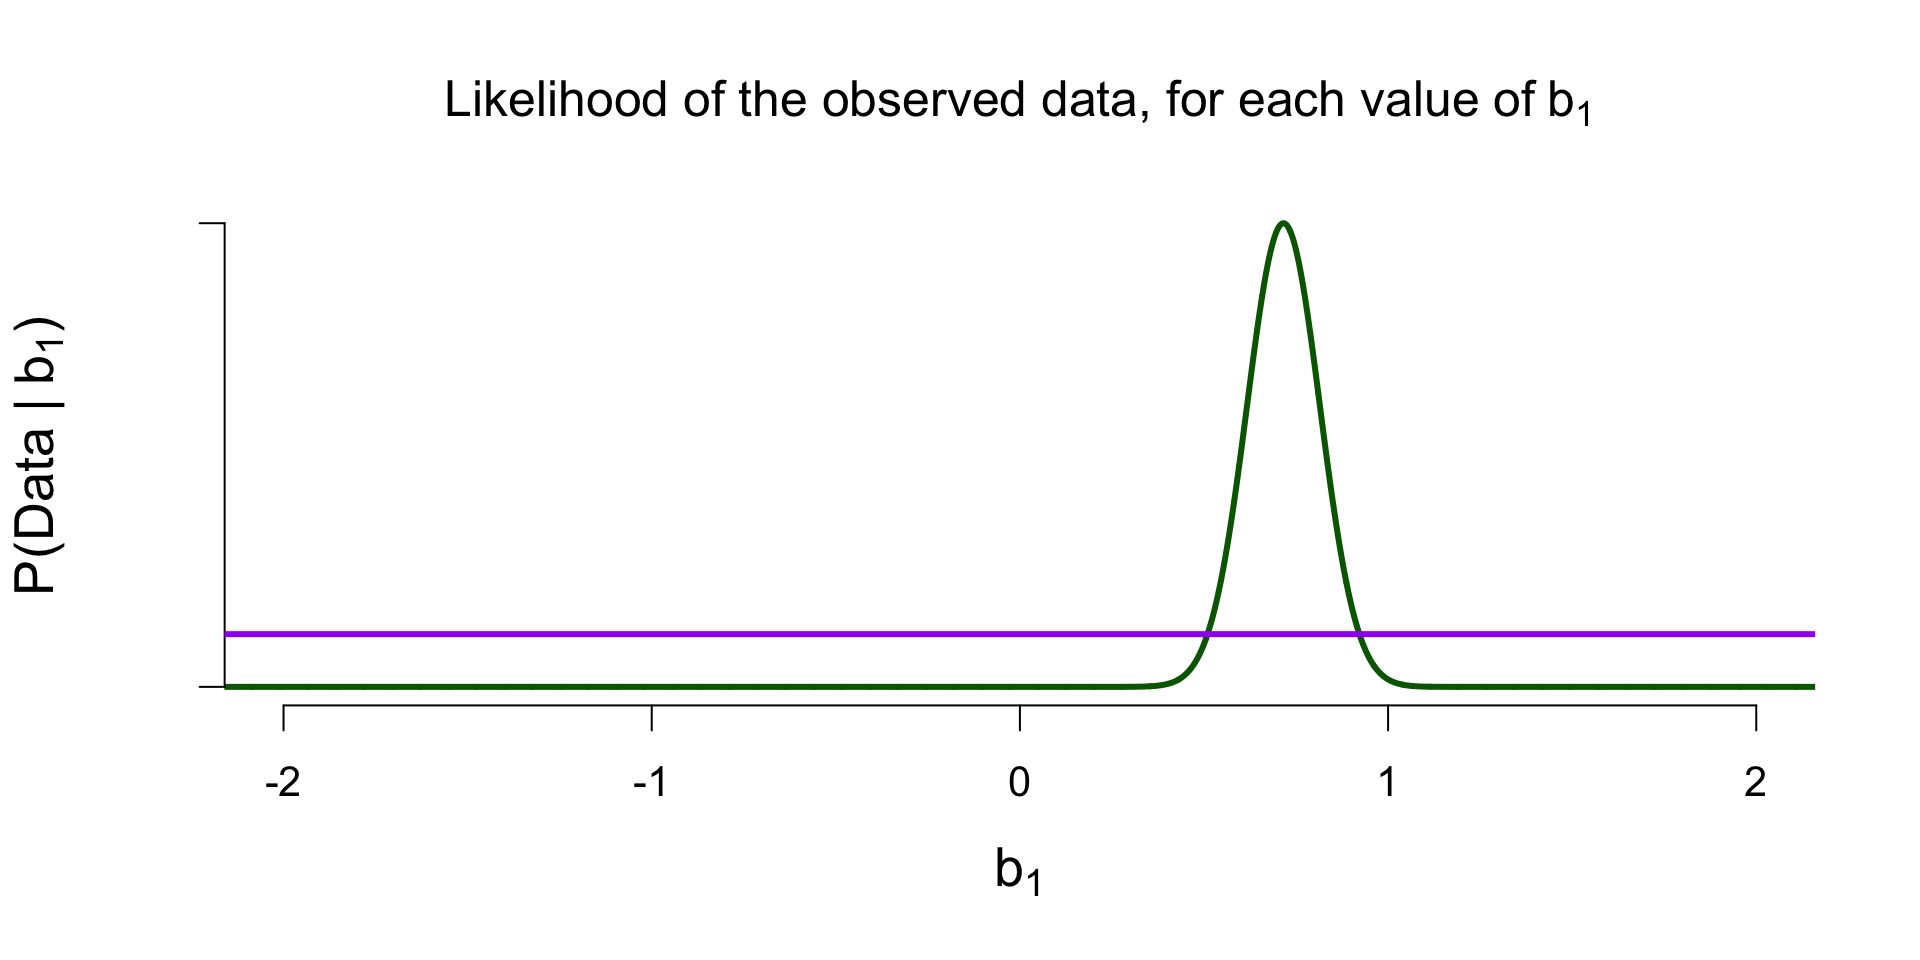 Likelihood of the observed data, for each value of b₁
P(Data | b₁)
-2 -1 0 1 2
b₁